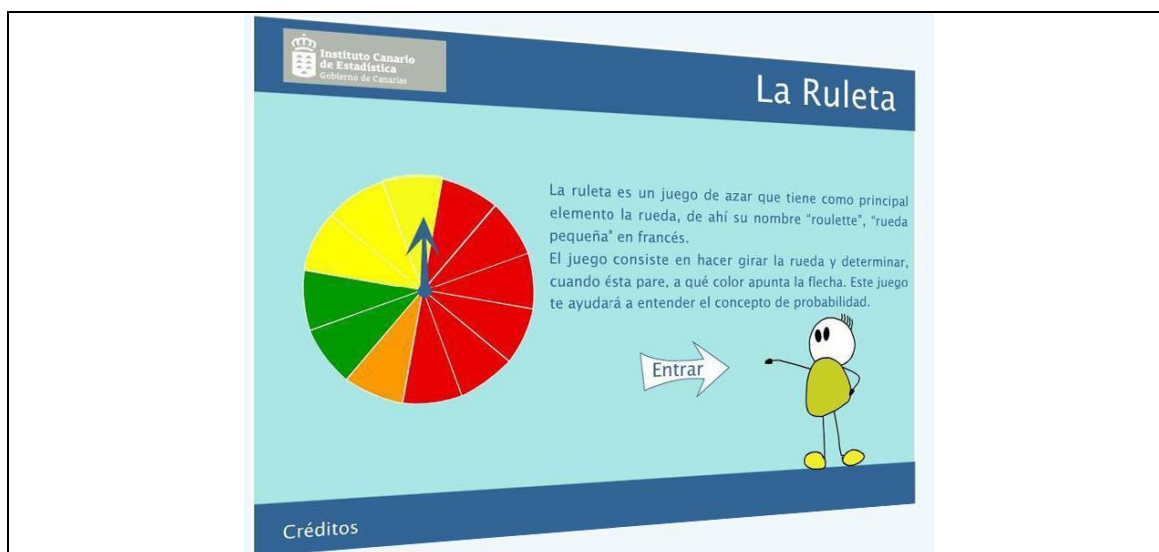 Instituto Canario
de Estadística
Gobierno de Canarias
La Ruleta
La ruleta es un juego de azar que tiene como principal
elemento la rueda, de ahí su nombre "roulette", "rueda
pequeña" en francés.
El juego consiste en hacer girar la rueda y determinar,
cuando ésta pare, a qué color apunta la flecha. Este juego
te ayudará a entender el concepto de probabilidad.
Entrar
Créditos